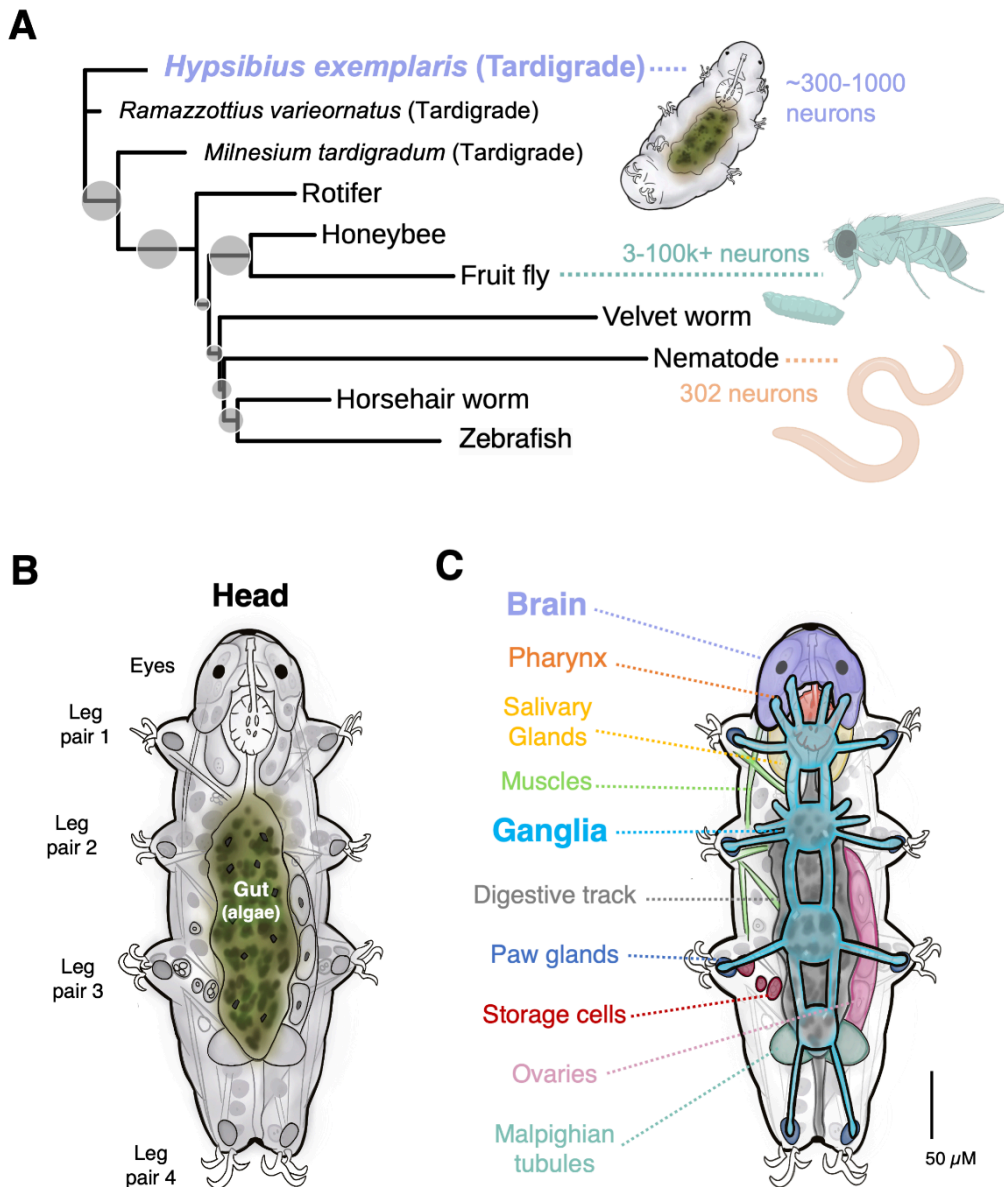 A
Hypsibius exemplaris (Tardigrade)
~300-1000
neurons
Ramazzottius varieornatus (Tardigrade)
Milnesium tardigradum (Tardigrade)
Rotifer
Honeybee
3-100k+ neurons
Fruit fly
Velvet worm
Nematode
302 neurons
Horsehair worm
Zebrafish
B
Head
Eyes
Leg
pair 1
Leg
pair 2
Gut
(algae)
Leg
pair 3
Leg
pair 4
C
Brain
Pharynx
Salivary
Glands
Muscles
Ganglia
Digestive track
Paw glands
Storage cells
Ovaries
Malpighian
tubules
50 µM